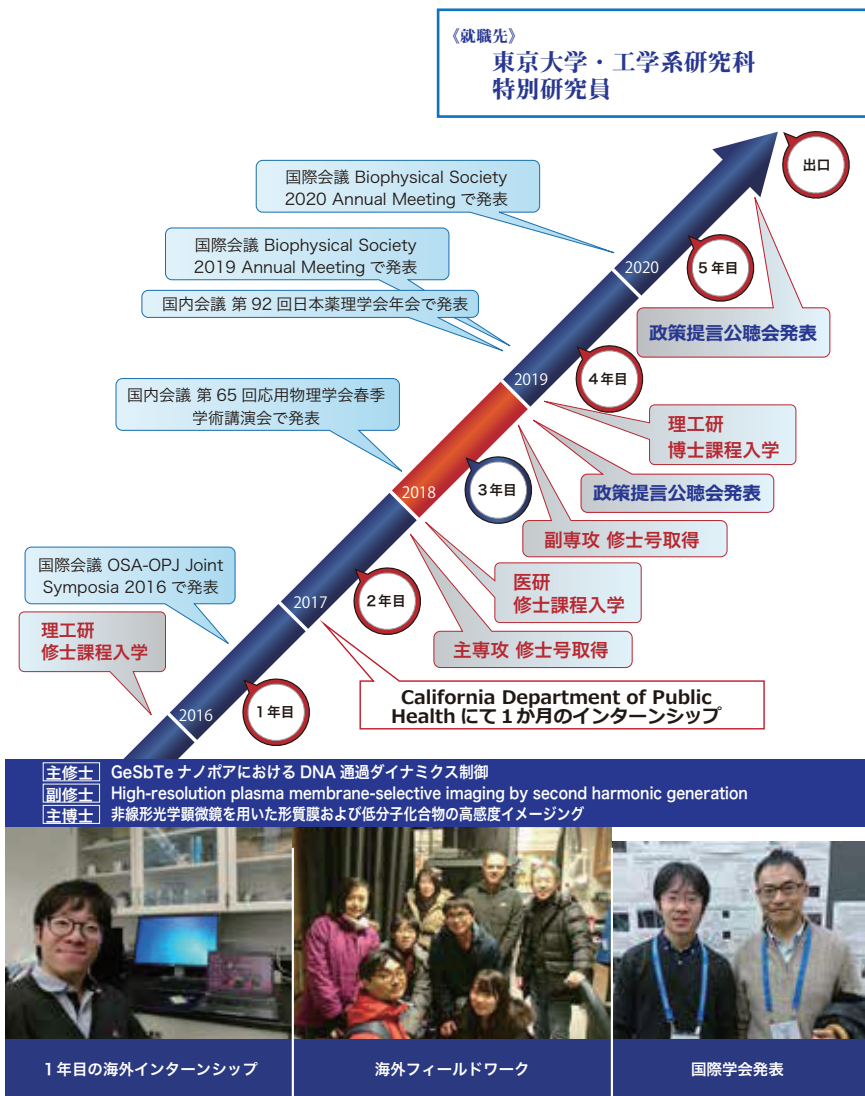 《就職先》
東京大学・工学系研究科
特別研究員
出口
国際会議 Biophysical Society
2020 Annual Meeting で発表
2020
5年目
国際会議 Biophysical Society
2019 Annual Meeting で発表
国内会議 第 92 回日本薬理学会年会で発表
政策提言公聴会発表
2019
4年目
国内会議 第 65 回応用物理学会春季
学術講演会で発表
理工研
博士課程入学
2018
3年目
政策提言公聴会発表
副専攻 修士号取得
国際会議 OSA-OPJ Joint
Symposia 2016 で発表
医研
修士課程入学
2017
2年目
理工研
修士課程入学
主専攻 修士号取得
2016
1年目
California Department of Public
Health にて1か月のインターンシップ
主修士 GeSbTe ナノポアにおける DNA 通過ダイナミクス制御
副修士 High-resolution plasma membrane-selective imaging by second harmonic generation
主博士 非線形光学顕微鏡を用いた形質膜および低分子化合物の高感度イメージング
1年目の海外インターンシップ
海外フィールドワーク
国際学会発表